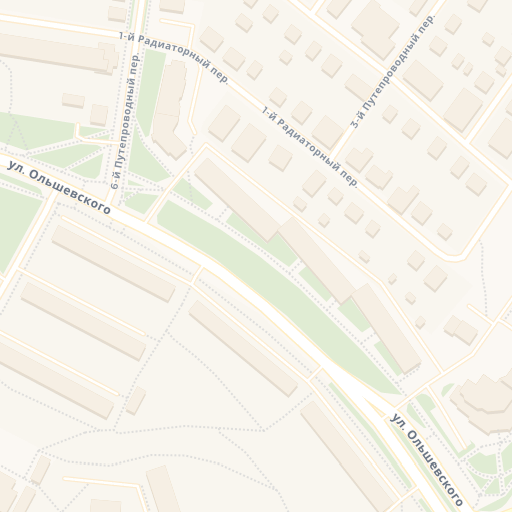 1-й Радиаторный пер.
3-й Путепроводный пер.
6-й Путепроводный пер.
1-й Радиаторный пер.
ул. Ольшевского
ул. Ольшевского